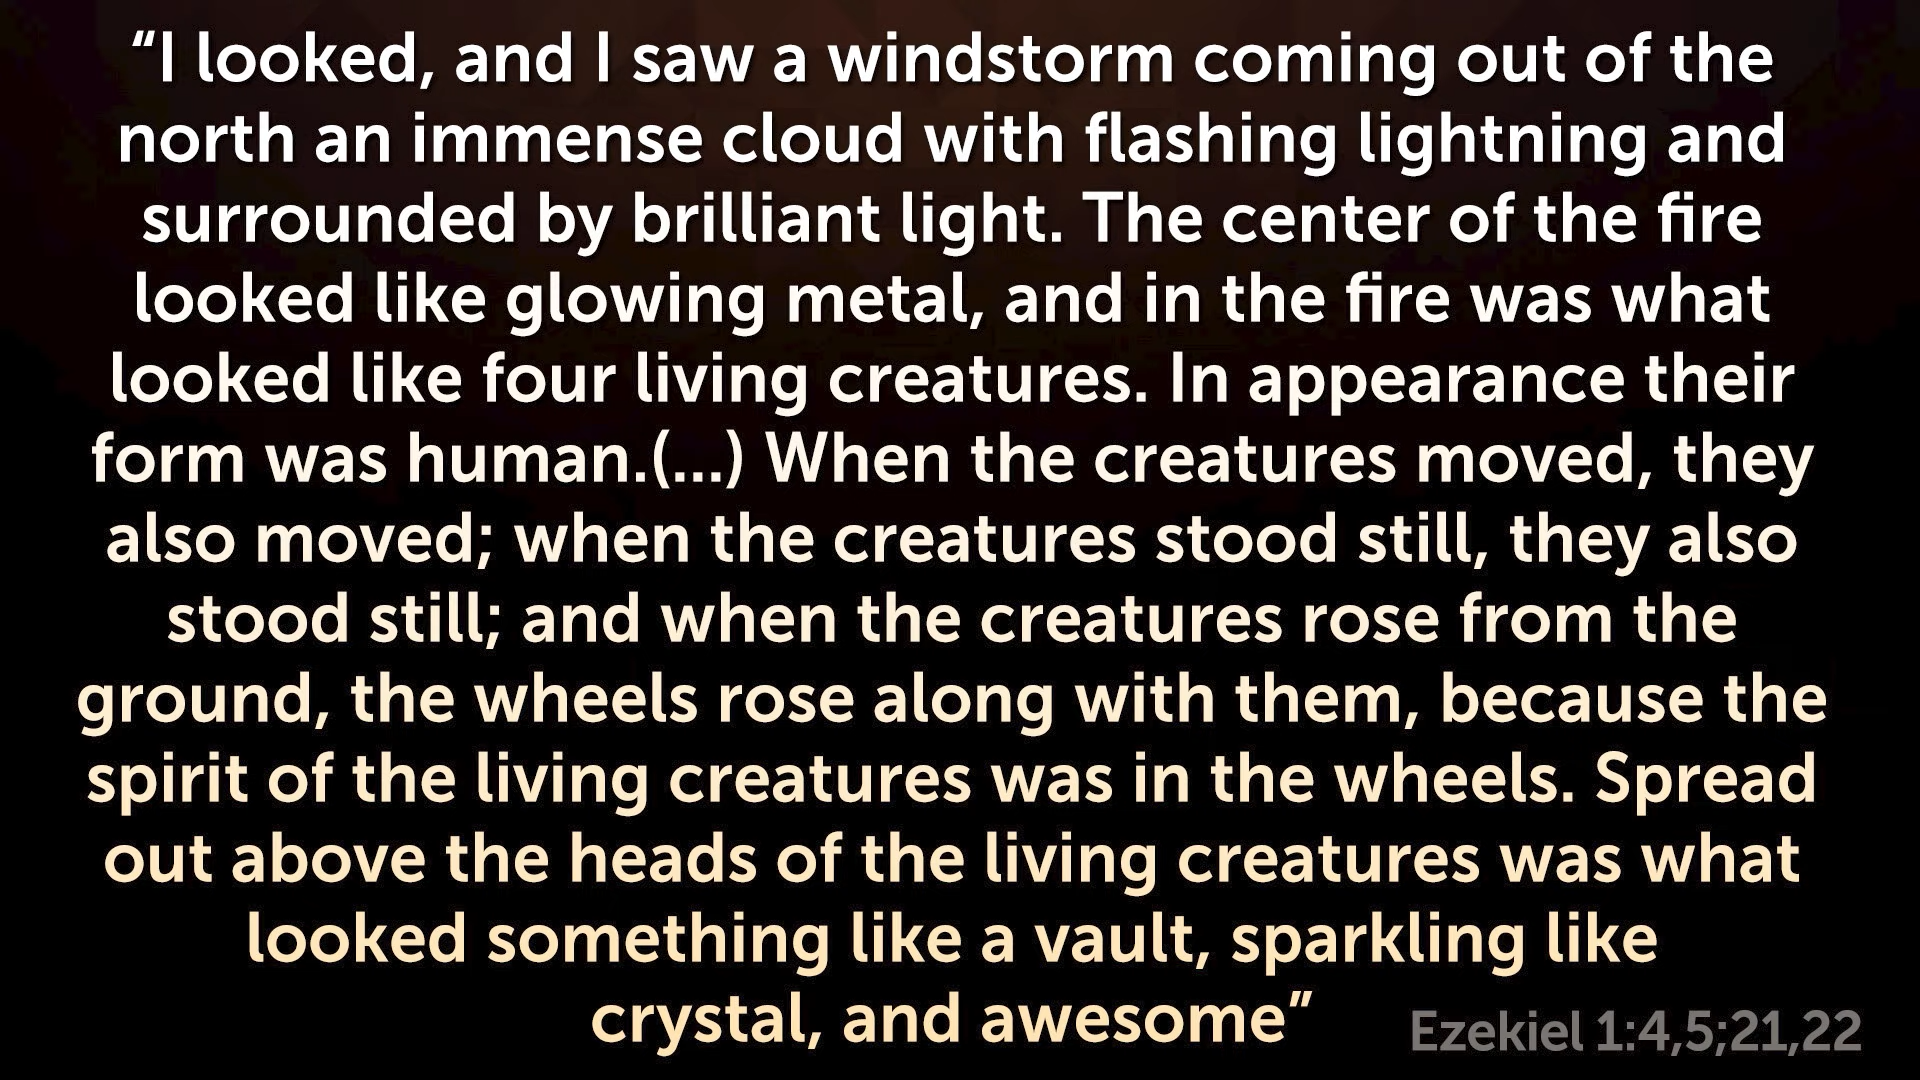 “I looked, and I saw a windstorm coming out of the
north an immense cloud with flashing lightning and
surrounded by brilliant light. The center of the fire
looked like glowing metal, and in the fire was what
looked like four living creatures. In appearance their
form was human.(...) When the creatures moved, they
also moved; when the creatures stood still, they also
stood still; and when the creatures rose from the
ground, the wheels rose along with them, because the
spirit of the living creatures was in the wheels. Spread
out above the heads of the living creatures was what
looked something like a vault, sparkling like
crystal, and awesome”
Ezekiel 1:4,5;21,22